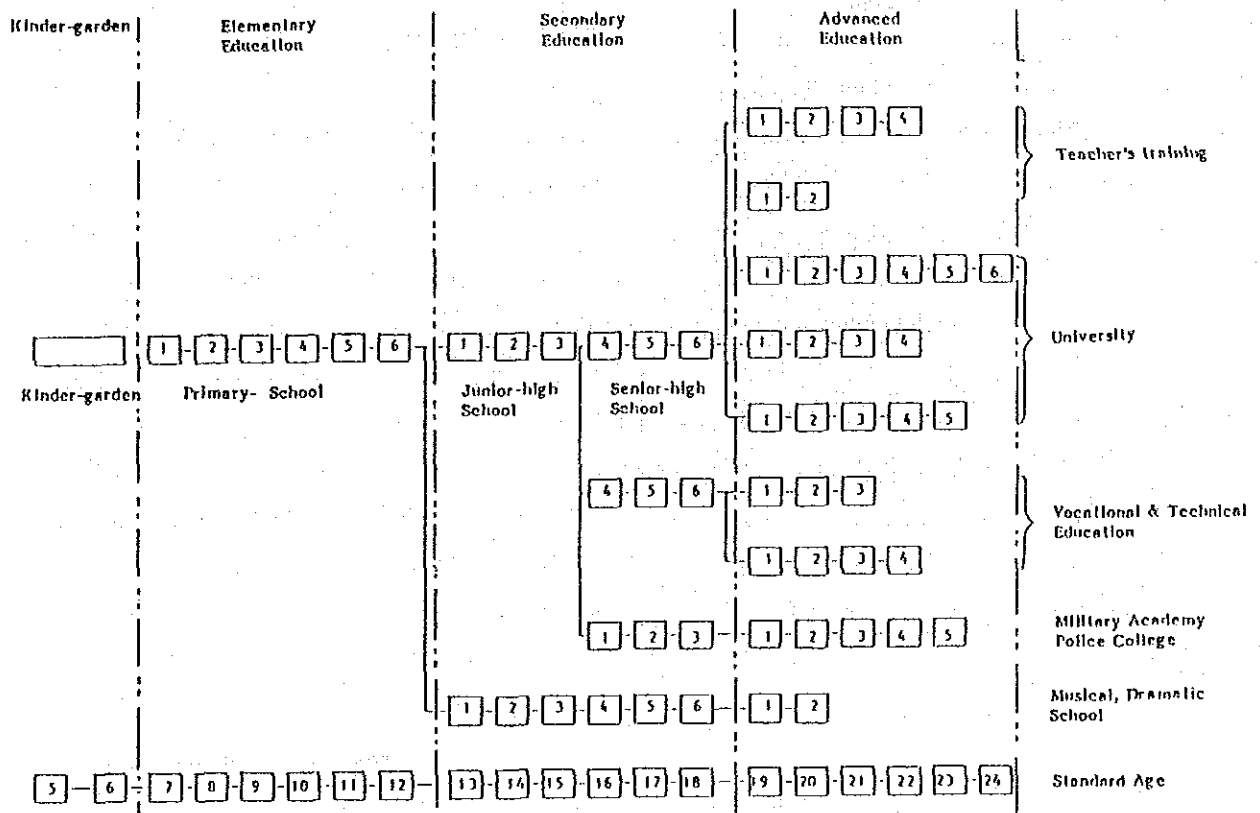 Kinder-garden
Elementary
Education
Secondary
Education
Advanced
Education
1 2 3 4
Teacher's training
1 2
1 2 3 4 5 6
1 2 3 4 5 6 1 2 3 4 5 6 1 2 3 4
University
Kinder-garden
Primary- School
Junior-high
School
Senior-high
School
1 2 3 4 5
4 5 6 1 2 3
Vocational & Technical
Education
1 2 3 4
1 2 3 1 2 3 4 5
Military Academy
Police College
1 2 3 4 5 6 1 2
Musical, Dramatic
School
5 6 7 8 9 10 11 12 13 14 15 16 17 18 19 20 21 22 23 24
Standard Age